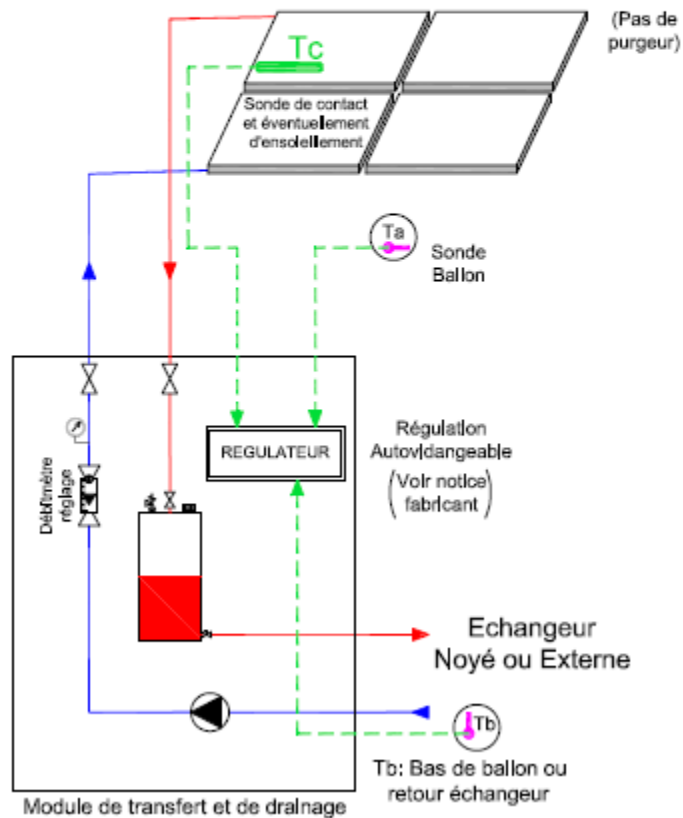 (Pas de
purgeur)
Tc
Sonde de contact
et éventuellement
d'ensoleillement
Ta
Sonde
Ballon
REGULATEUR
Régulation
Autovidangeable
(Voir notice
fabricant)
Débitmètre
réglage
Echangeur
Noyé ou Externe
Tb
Tb: Bas de ballon ou
retour échangeur
Module de transfert et de drainage